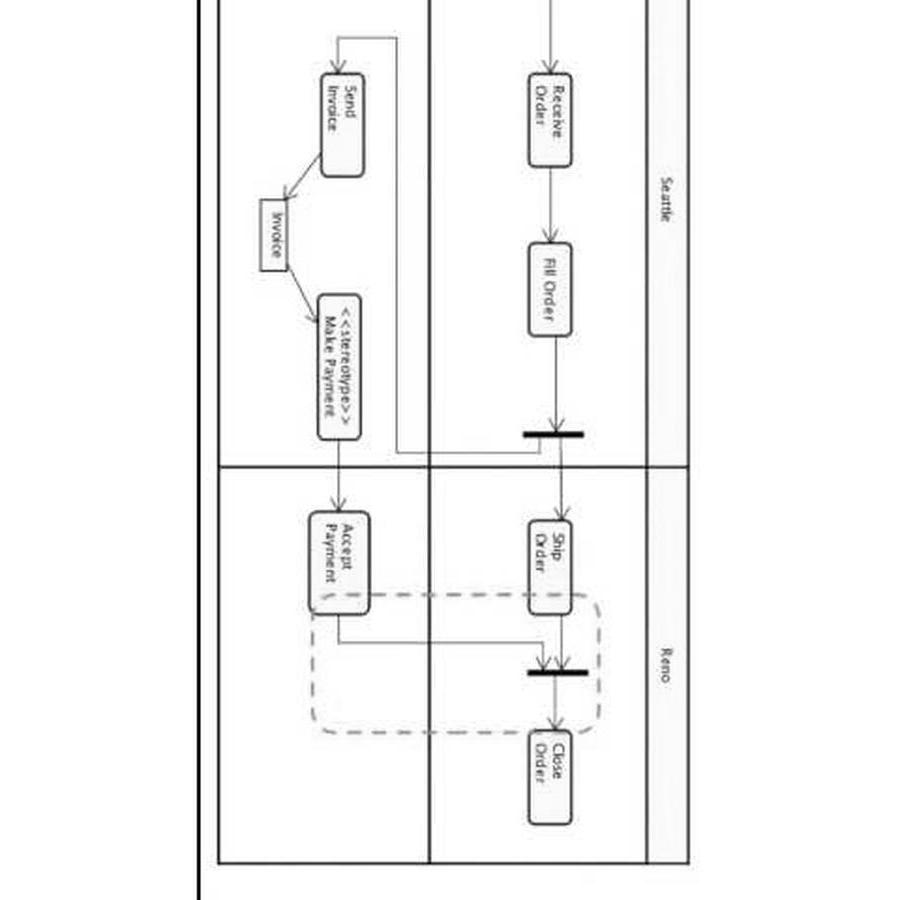 Seattle
Reno
Receive
Order
Fill Order
Ship
Order
Close
Order
Send
Invoice
Invoice
<<stereotype>>
Make Payment
Accept
Payment